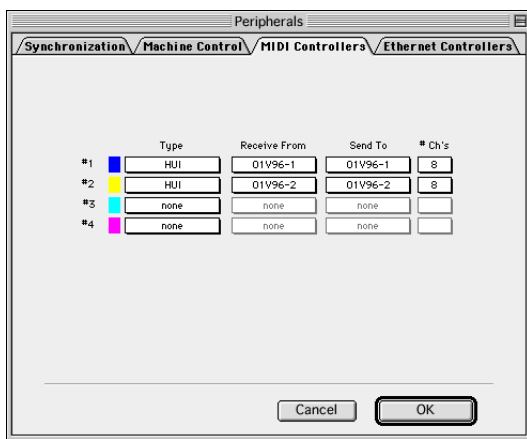 Peripherals
Synchronization Machine Control MIDI Controllers Ethernet Controllers
Type Receive From Send To # Ch's
#1 HUI 01V96-1 01V96-1 8
#2 HUI 01V96-2 01V96-2 8
#3 none none none
#4 none none none
Cancel OK